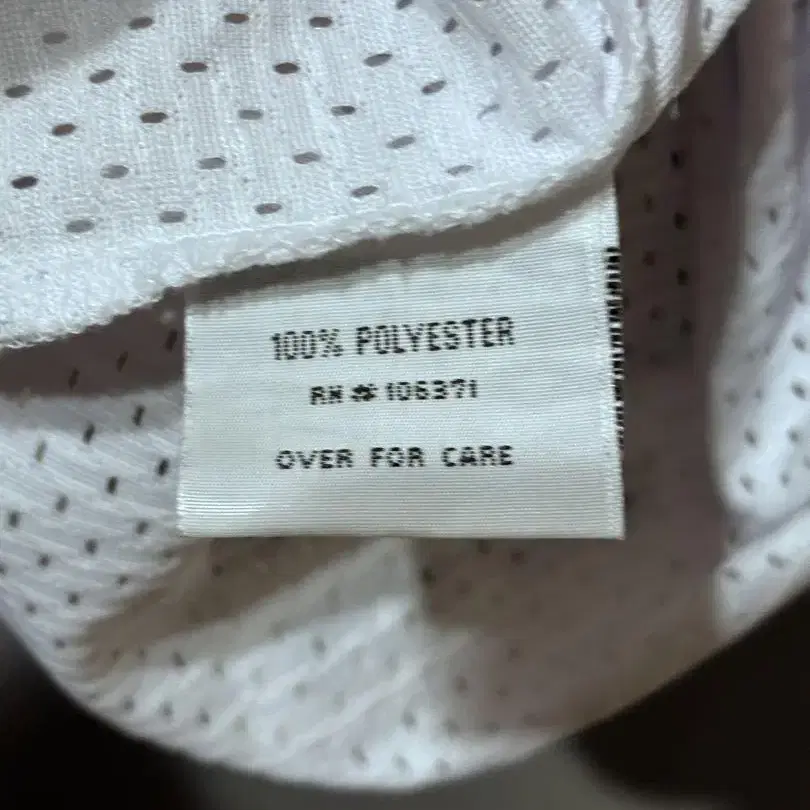 100% POLYESTER
RN # 106371
OVER FOR CARE